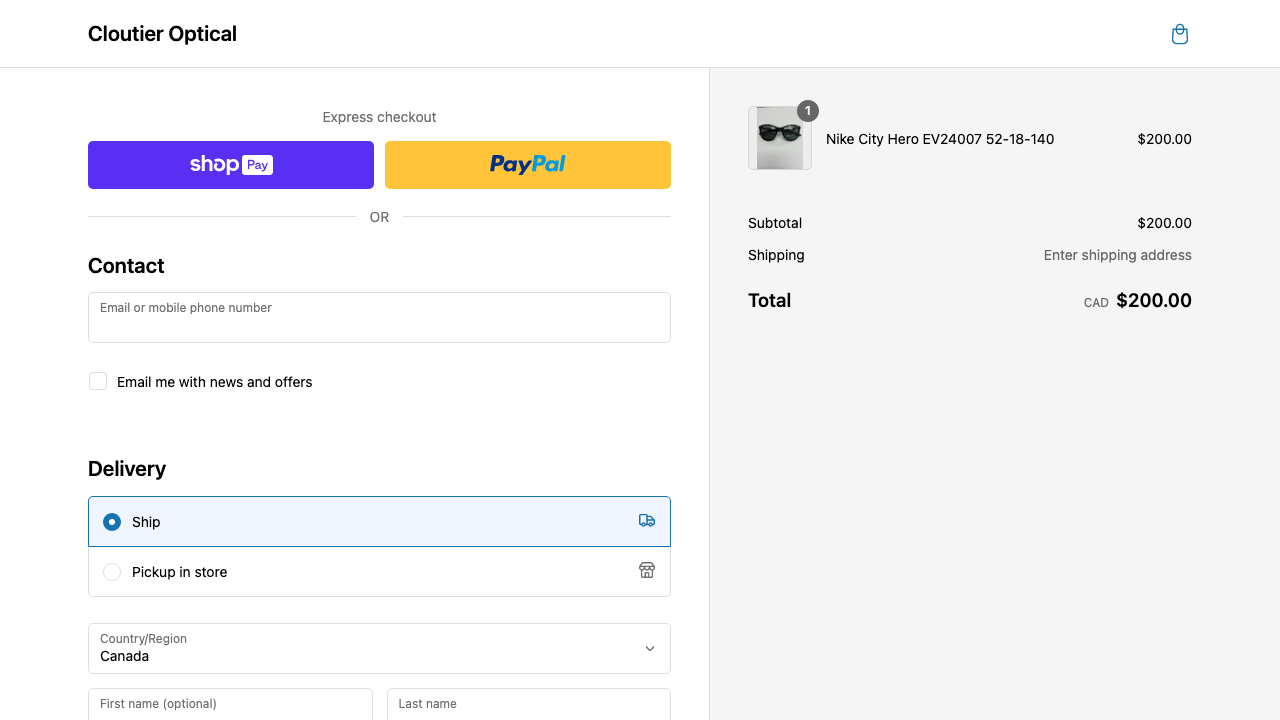 Cloutier Optical
Express checkout
shop Pay
PayPal
OR
Contact
Email or mobile phone number
Email me with news and offers
Delivery
Ship
Pickup in store
Country/Region
Canada
First name (optional)
Last name
1
Nike City Hero EV24007 52-18-140 $200.00
Subtotal $200.00
Shipping Enter shipping address
Total CAD $200.00